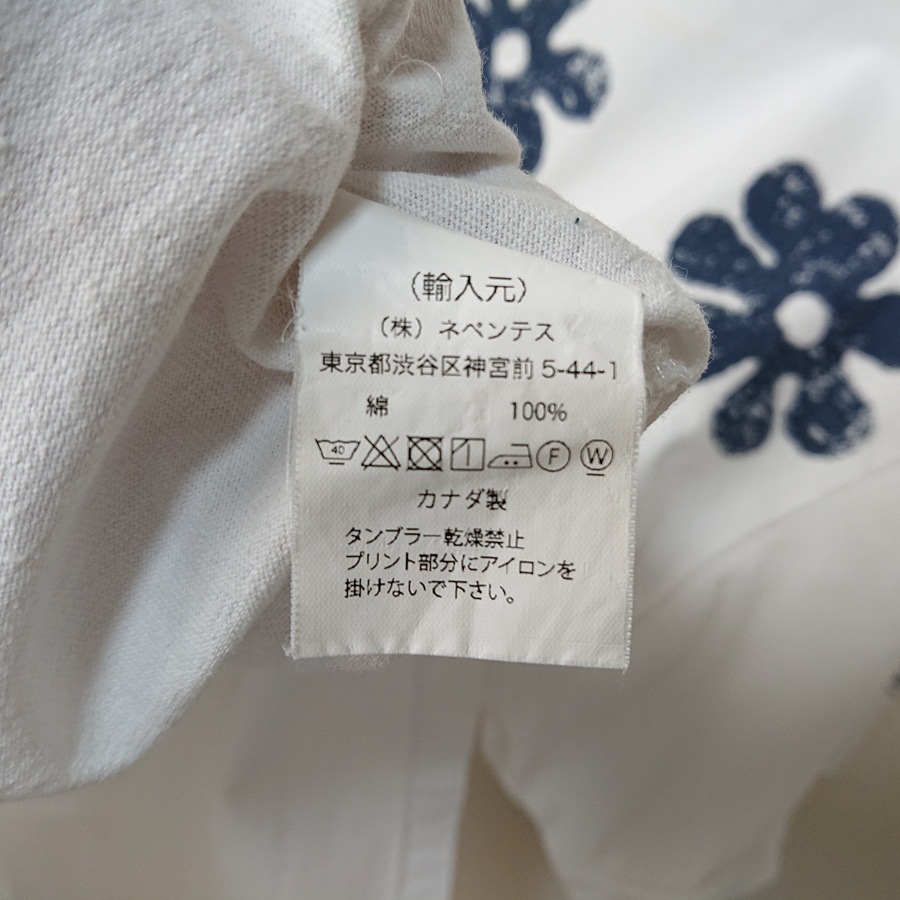 （輸入元）
（株）ネペンテス
東京都渋谷区神宮前 5-44-1
綿 100%
40 F W
カナダ製
タンブラー乾燥禁止
プリント部分にアイロンを
掛けないで下さい。